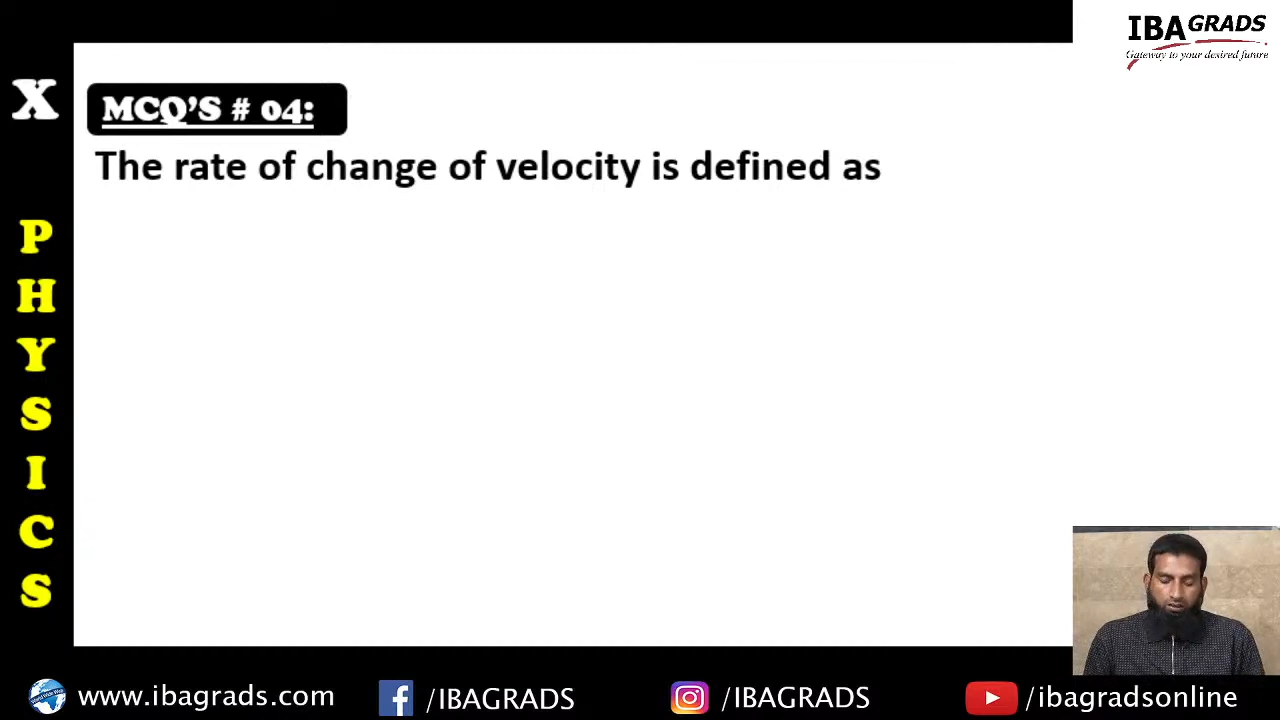 IBA GRADS
Gateway to your desired future
X
PHYSICS
MCQ'S # 04:
The rate of change of velocity is defined as
www.ibagrads.com
/IBAGRADS
/IBAGRADS
/ibagradsonline